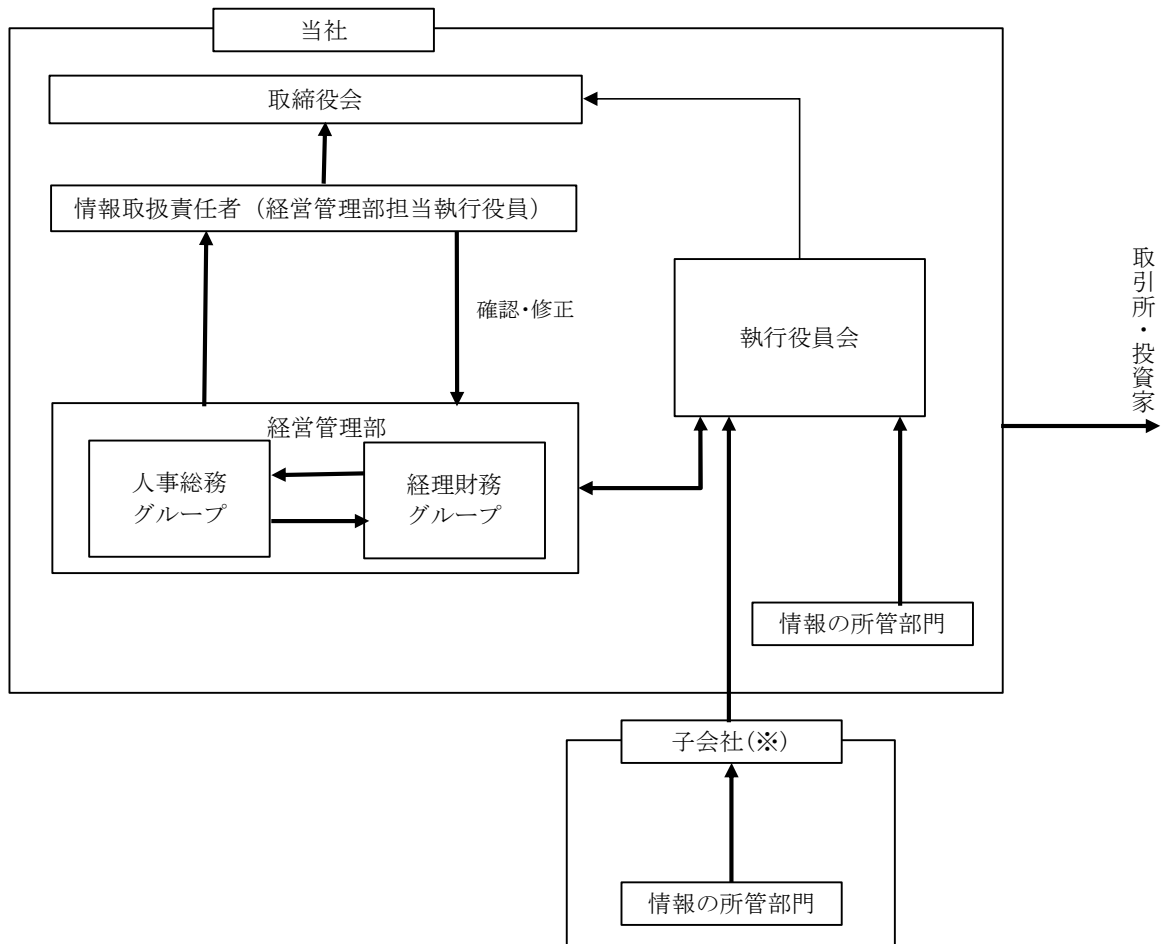 当社
取締役会
情報取扱責任者（経営管理部担当執行役員）
確認・修正
執行役員会
取引所・投資家
経営管理部
人事総務
グループ
経理財務
グループ
情報の所管部門
子会社(※)
情報の所管部門